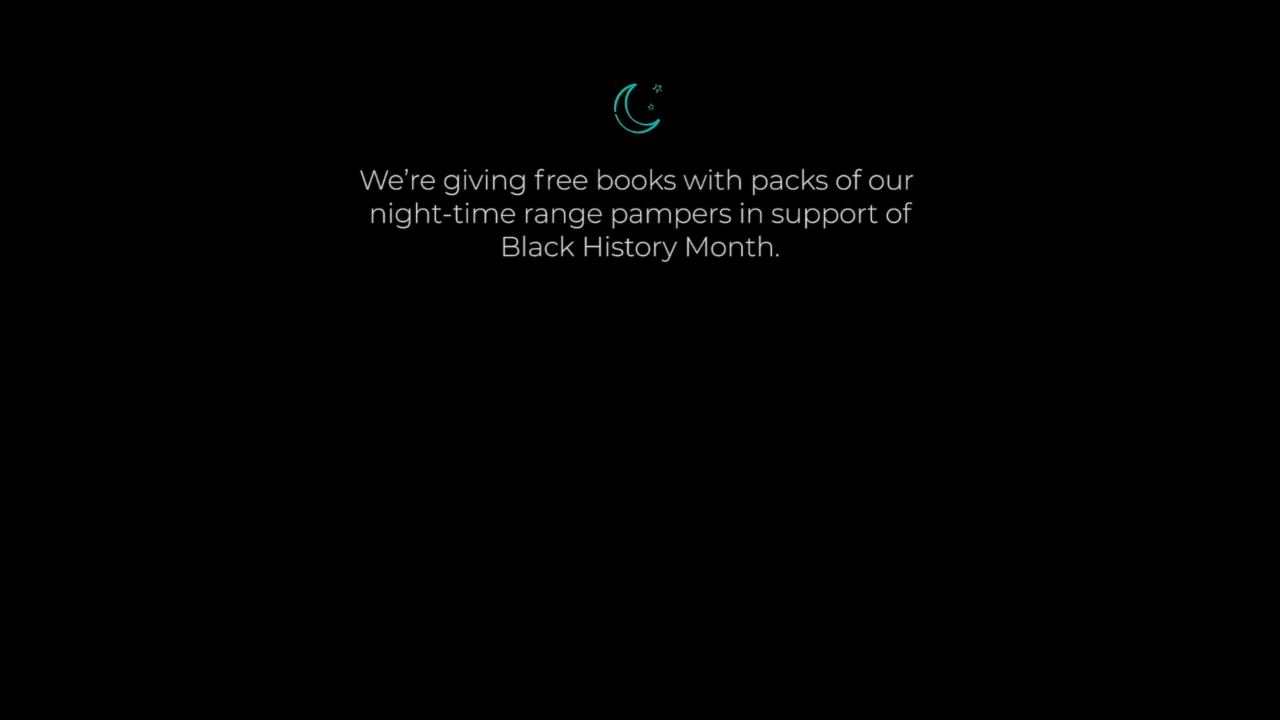 We’re giving free books with packs of our
night-time range pampers in support of
Black History Month.